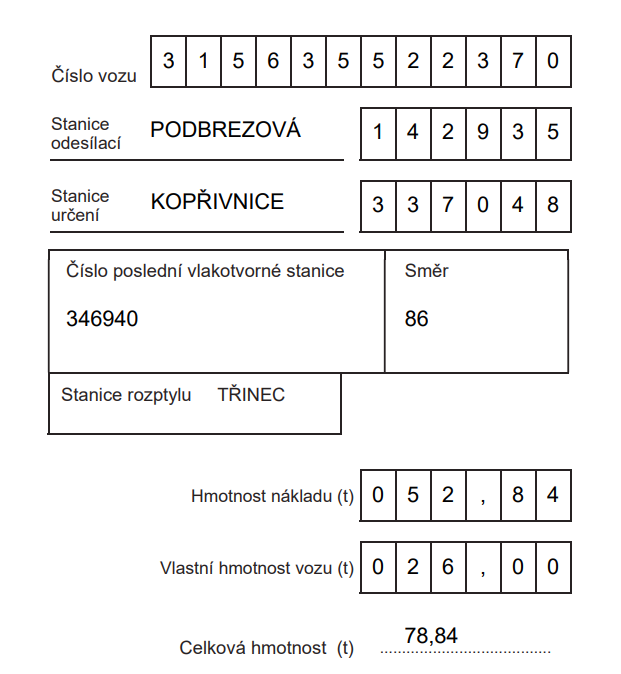 Číslo vozu 3 1 5 6 3 5 5 2 2 3 7 0
Stanice odesílací PODBREZOVÁ 1 4 2 9 3 5
Stanice určení KOPŘIVNICE 3 3 7 0 4 8
Číslo poslední vlakotvorné stanice Směr
346940 86
Stanice rozptylu TŘINEC
Hmotnost nákladu (t) 0 5 2 , 8 4
Vlastní hmotnost vozu (t) 0 2 6 , 0 0
Celková hmotnost (t) 78,84